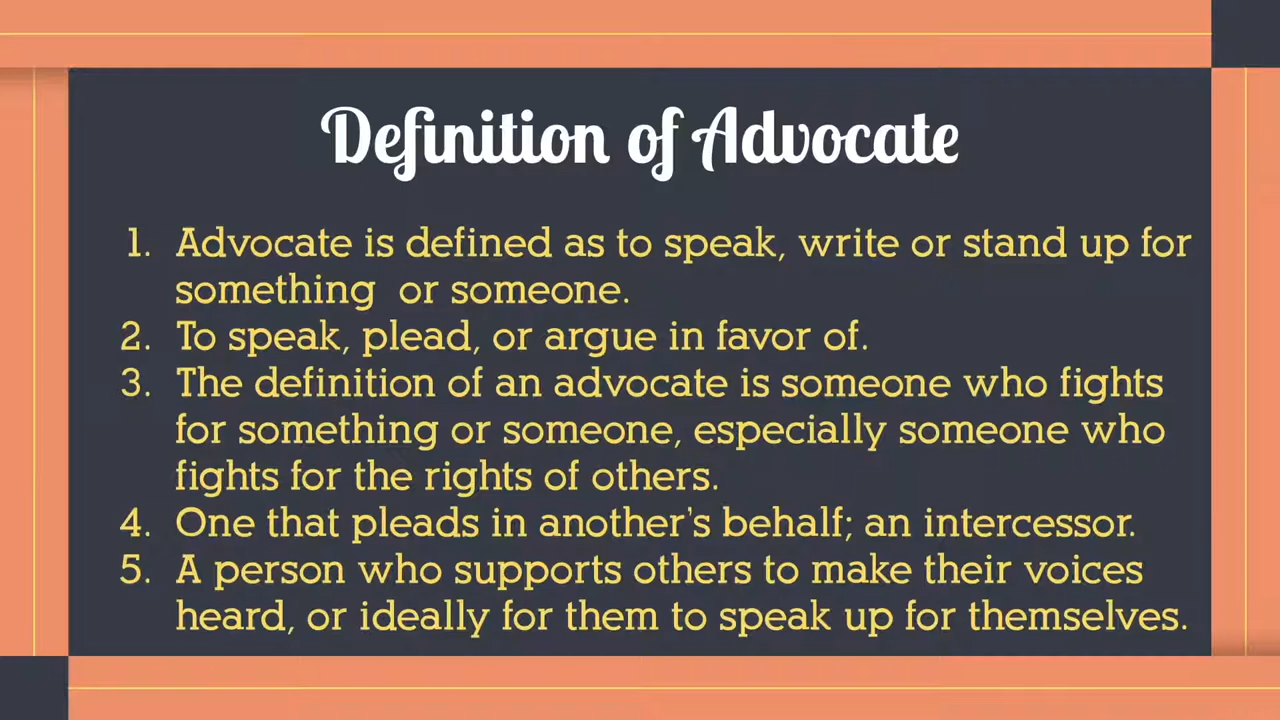 Definition of Advocate
1. Advocate is defined as to speak, write or stand up for
something or someone.
2. To speak, plead, or argue in favor of.
3. The definition of an advocate is someone who fights
for something or someone, especially someone who
fights for the rights of others.
4. One that pleads in another's behalf; an intercessor.
5. A person who supports others to make their voices
heard, or ideally for them to speak up for themselves.